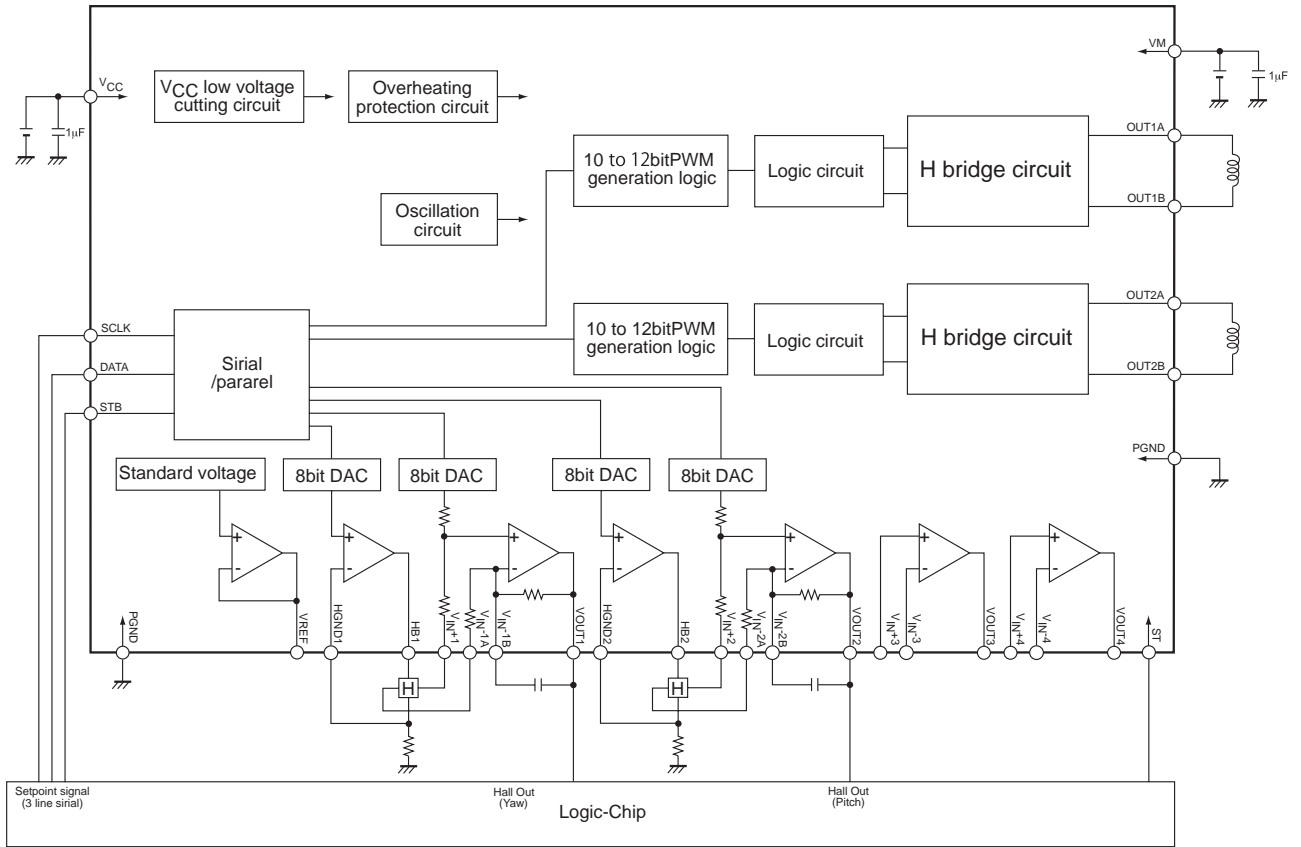 VM
VCC
1μF
1μF
VCC low voltage
cutting circuit
Overheating
protection circuit
OUT1A
10 to 12bitPWM
generation logic
Logic circuit
H bridge circuit
OUT1B
Oscillation
circuit
OUT2A
SCLK
10 to 12bitPWM
generation logic
Logic circuit
H bridge circuit
Sirial
/pararel
DATA
OUT2B
STB
PGND
Standard voltage
8bit DAC
8bit DAC
8bit DAC
8bit DAC
+
-
+
-
+
-
+
-
+
-
+
-
+
-
PGND
VREF
HGND1
HB1
VIN+1
VIN-1A
VIN-1B
VOUT1
HGND2
HB2
VIN+2
VIN-2A
VIN-2B
VOUT2
VIN+3
VIN-3
VOUT3
VIN+4
VIN-4
VOUT4
ST
H
H
Setpoint signal
(3 line sirial)
Hall Out
(Yaw)
Hall Out
(Pitch)
Logic-Chip